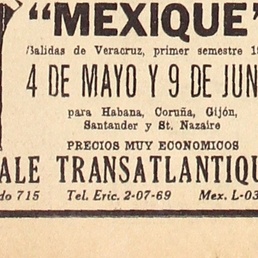 "MEXIQUE"
Salidas de Veracruz, primer semestre 19
4 DE MAYO Y 9 DE JUN
para Habana, Coruña, Gijón,
Santander y St. Nazaire
PRECIOS MUY ECONOMICOS
ALE TRANSATLANTIQU
do 715 Tel. Eric. 2-07-69 Mex. L-03